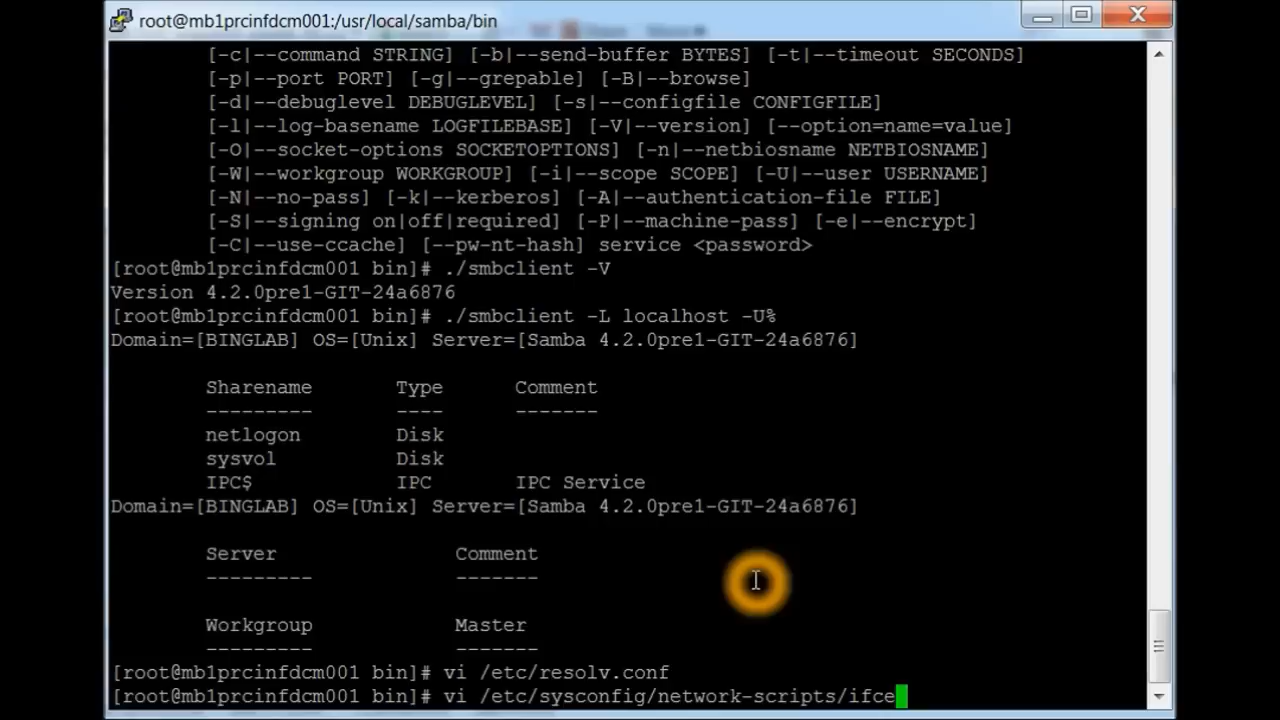 root@mb1prcinfdcm001:/usr/local/samba/bin
[-c|--command STRING] [-b|--send-buffer BYTES] [-t|--timeout SECONDS]
[-p|--port PORT] [-g|--grepable] [-B|--browse]
[-d|--debuglevel DEBUGLEVEL] [-s|--configfile CONFIGFILE]
[-l|--log-basename LOGFILEBASE] [-V|--version] [--option=name=value]
[-O|--socket-options SOCKETOPTIONS] [-n|--netbiosname NETBIOSNAME]
[-W|--workgroup WORKGROUP] [-i|--scope SCOPE] [-U|--user USERNAME]
[-N|--no-pass] [-k|--kerberos] [-A|--authentication-file FILE]
[-S|--signing on|off|required] [-P|--machine-pass] [-e|--encrypt]
[-C|--use-ccache] [--pw-nt-hash] service <password>
[root@mb1prcinfdcm001 bin]# ./smbclient -V
Version 4.2.0pre1-GIT-24a6876
[root@mb1prcinfdcm001 bin]# ./smbclient -L localhost -U%
Domain=[BINGLAB] OS=[Unix] Server=[Samba 4.2.0pre1-GIT-24a6876]
Sharename Type Comment
--------- ---- -------
netlogon Disk
sysvol Disk
IPC$ IPC IPC Service
Domain=[BINGLAB] OS=[Unix] Server=[Samba 4.2.0pre1-GIT-24a6876]
Server Comment
--------- -------
Workgroup Master
--------- -------
[root@mb1prcinfdcm001 bin]# vi /etc/resolv.conf
[root@mb1prcinfdcm001 bin]# vi /etc/sysconfig/network-scripts/ifce